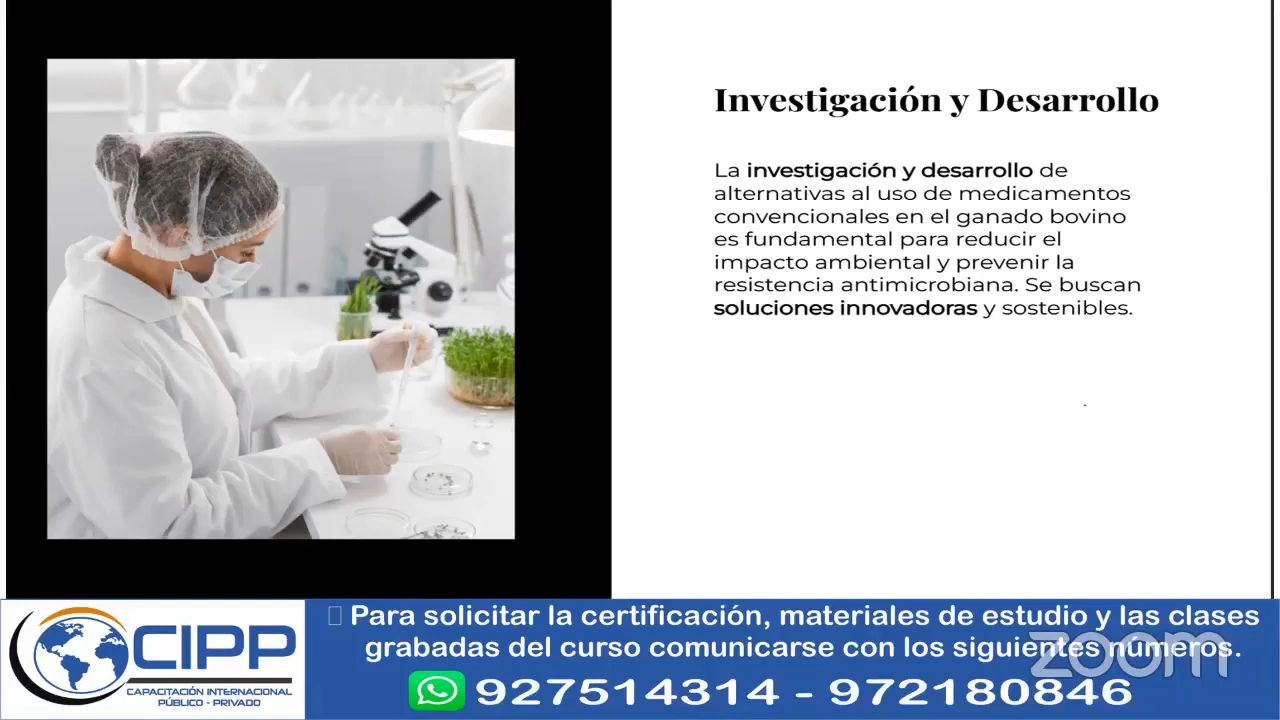 Investigación y Desarrollo
La investigación y desarrollo de
alternativas al uso de medicamentos
convencionales en el ganado bovino
es fundamental para reducir el
impacto ambiental y prevenir la
resistencia antimicrobiana. Se buscan
soluciones innovadoras y sostenibles.
CIPP
CAPACITACIÓN INTERNACIONAL
PÚBLICO - PRIVADO
Para solicitar la certificación, materiales de estudio y las clases
grabadas del curso comunicarse con los siguientes números.
927514314 - 972180846
zoom